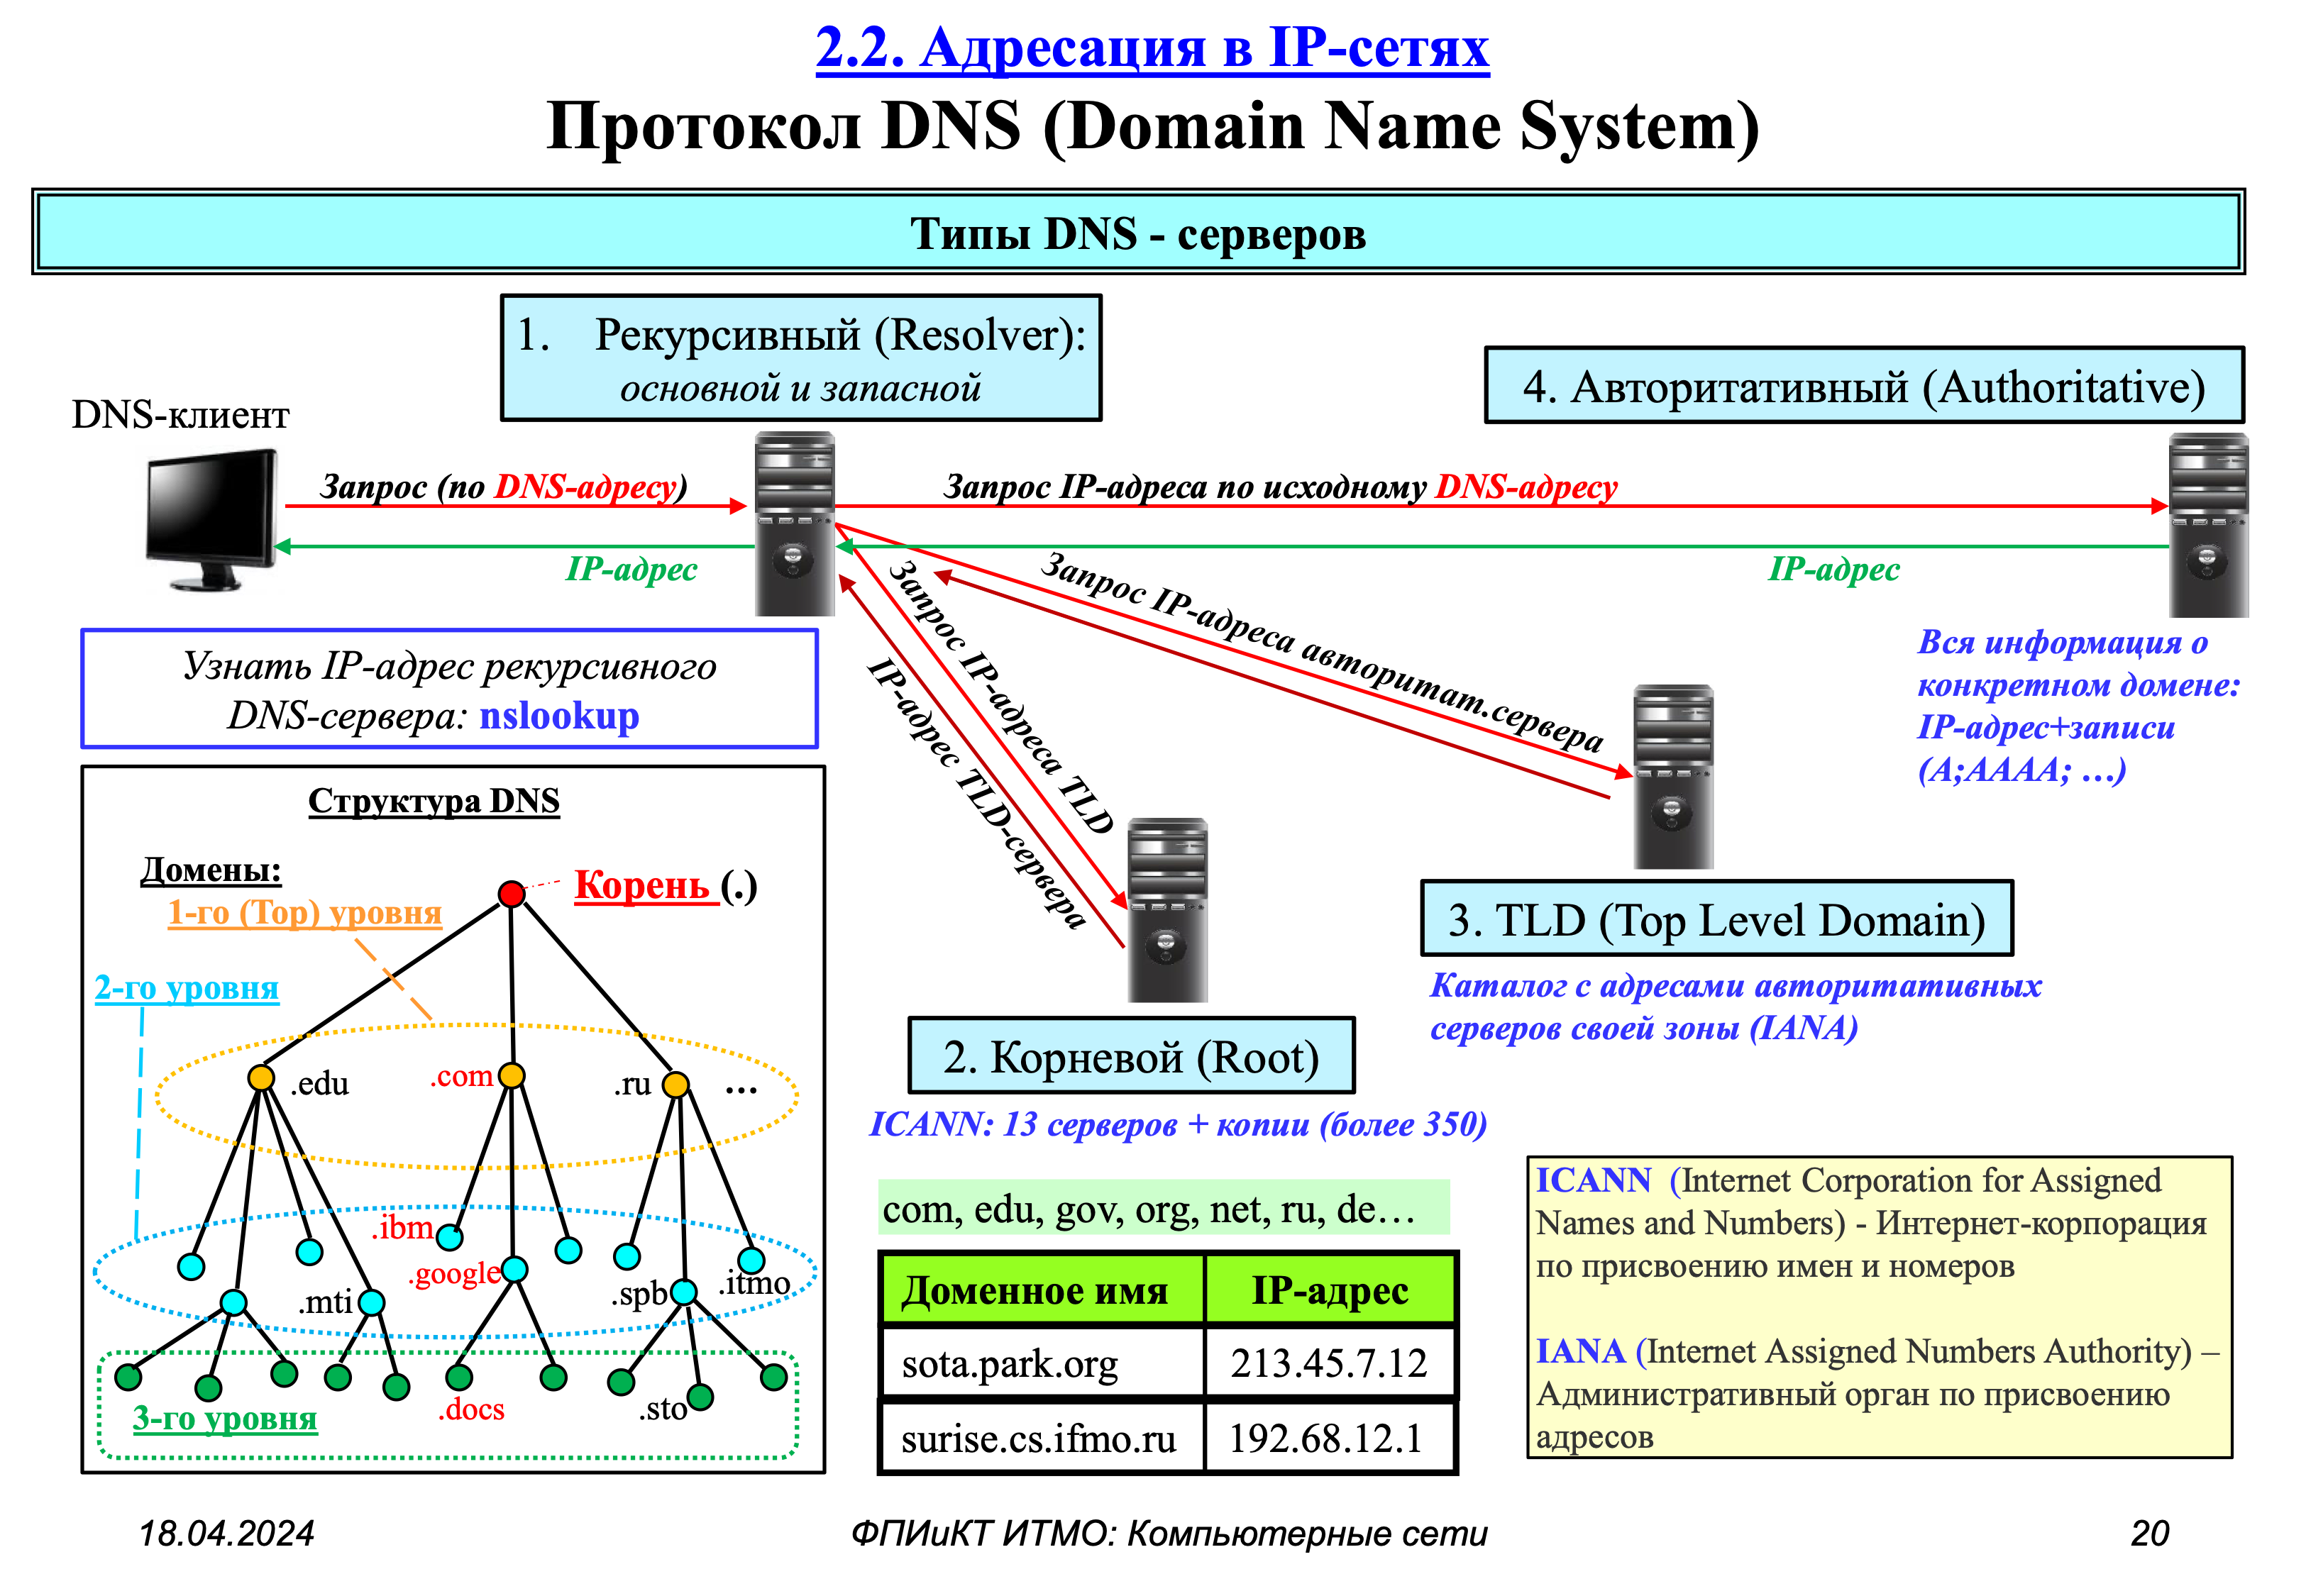 2.2. Адресация в IP-сетях
Протокол DNS (Domain Name System)
Типы DNS - серверов
1. Рекурсивный (Resolver):
основной и запасной
4. Авторитативный (Authoritative)
DNS-клиент
Запрос (по DNS-адресу)
Запрос IP-адреса по исходному DNS-адресу
IP-адрес
IP-адрес
Запрос IP-адреса TLD
IP-адрес TLD-сервера
Запрос IP-адреса авторитат.сервера
Вся информация о
конкретном домене:
IP-адрес+записи
(A;AAAA; …)
Узнать IP-адрес рекурсивного
DNS-сервера: nslookup
Структура DNS
Домены:
Корень (.)
1-го (Top) уровня
2-го уровня
.edu
.com
.ru
...
.ibm
.google
.mti
.spb
.itmo
.docs
.sto
3-го уровня
3. TLD (Top Level Domain)
Каталог с адресами авторитативных
серверов своей зоны (IANA)
2. Корневой (Root)
ICANN: 13 серверов + копии (более 350)
com, edu, gov, org, net, ru, de…
Доменное имя IP-адрес
sota.park.org 213.45.7.12
surise.cs.ifmo.ru 192.68.12.1
ICANN (Internet Corporation for Assigned
Names and Numbers) - Интернет-корпорация
по присвоению имен и номеров
IANA (Internet Assigned Numbers Authority) –
Административный орган по присвоению
адресов
18.04.2024
ФПИиКТ ИТМО: Компьютерные сети
20